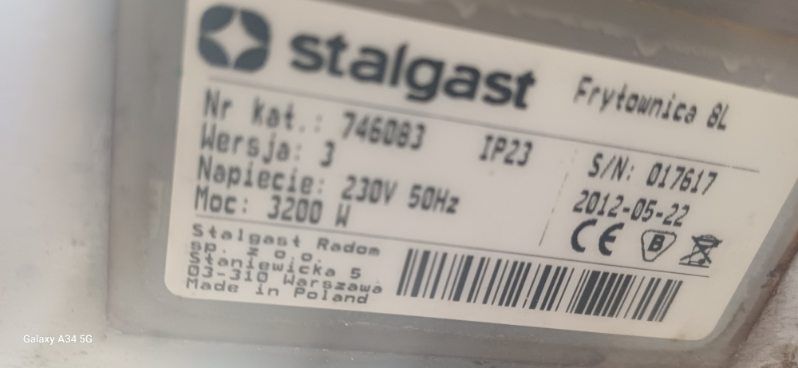 stalgast
Frytownica 8L
Nr kat.: 746083 IP23
Wersja: 3
Napiecie: 230V 50Hz
Moc: 3200 W
S/N: 017617
2012-05-22
CE B
Stalgast Radom
sp. z o.o.
Staniewicka 5
03-310 Warszawa
Made in Poland
Galaxy A34 5G